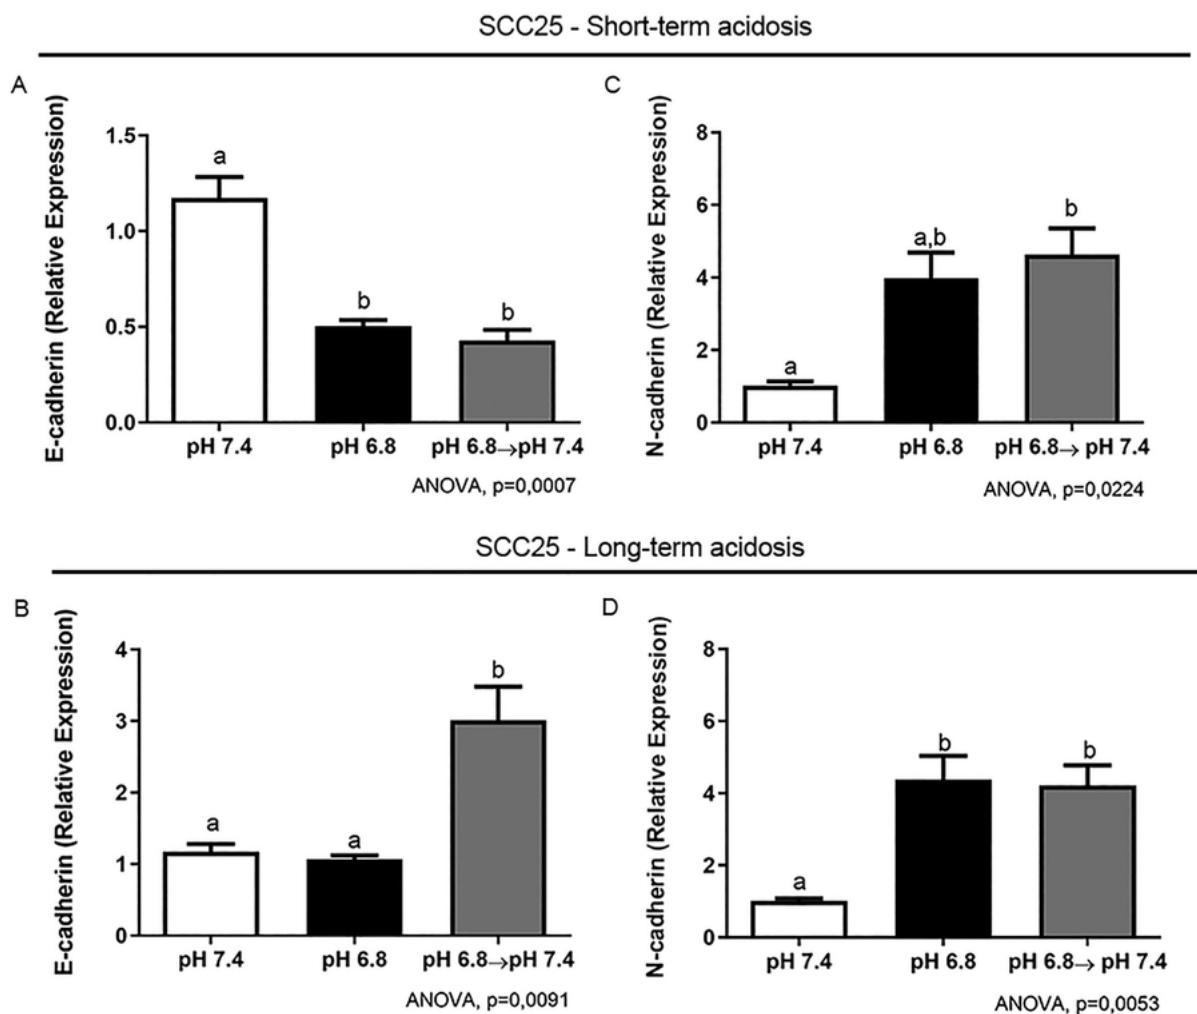 SCC25 - Short-term acidosis
A
E-cadherin (Relative Expression)
1.5
1.0
0.5
0.0
a
b
b
pH 7.4
pH 6.8
pH 6.8→pH 7.4
ANOVA, p=0,0007
C
N-cadherin (Relative Expression)
8
6
4
2
0
a
a,b
b
pH 7.4
pH 6.8
pH 6.8→ pH 7.4
ANOVA, p=0,0224
SCC25 - Long-term acidosis
B
E-cadherin (Relative Expression)
4
3
2
1
0
a
a
b
pH 7.4
pH 6.8
pH 6.8→pH 7.4
ANOVA, p=0,0091
D
N-cadherin (Relative Expression)
8
6
4
2
0
a
b
b
pH 7.4
pH 6.8
pH 6.8→ pH 7.4
ANOVA, p=0,0053